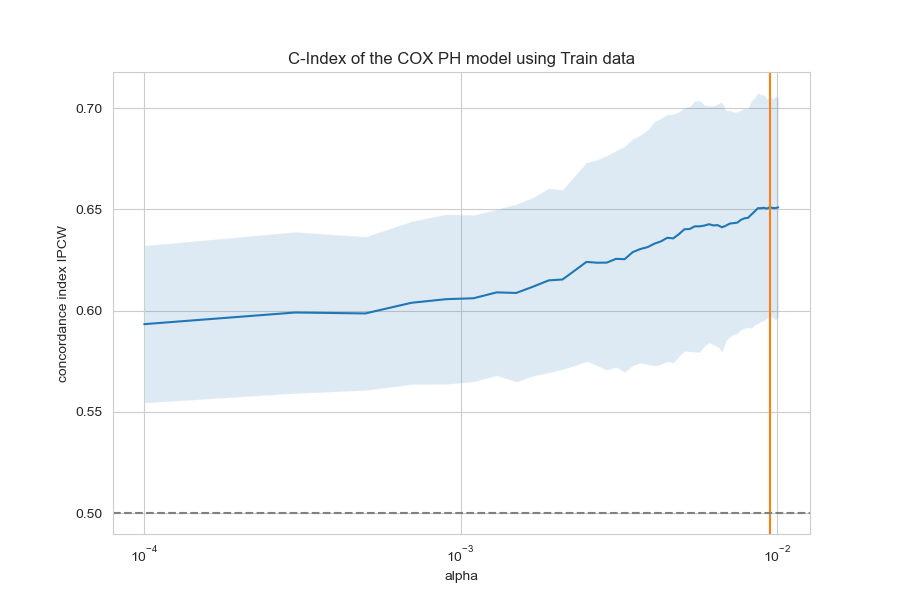 C-Index of the COX PH model using Train data
concordance index IPCW
0.70
0.65
0.60
0.55
0.50
10⁻⁴
10⁻³
10⁻²
alpha